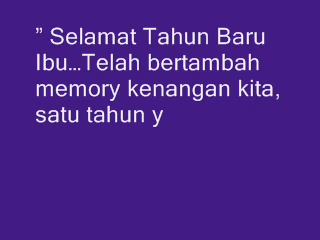 ” Selamat Tahun Baru
Ibu...Telah bertambah
memory kenangan kita,
satu tahun y